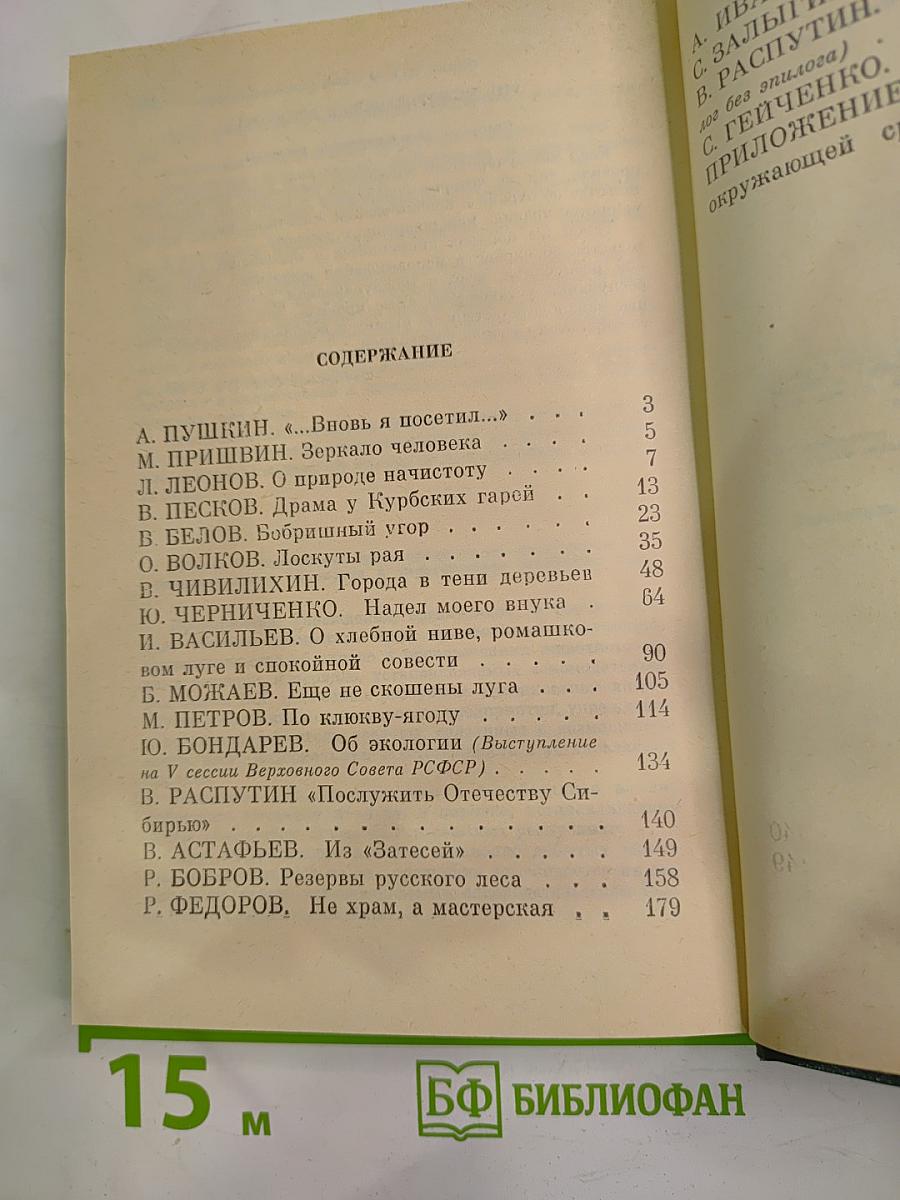 СОДЕРЖАНИЕ
А. ПУШКИН. «...Вновь я посетил...» . . . 3
М. ПРИШВИН. Зеркало человека . . . . 5
Л. ЛЕОНОВ. О природе начистоту . . . . 7
В. ПЕСКОВ. Драма у Курбских гарей . . 13
В. БЕЛОВ. Бобришный угор . . . . . . 23
О. ВОЛКОВ. Лоскуты рая . . . . . . . 35
В. ЧИВИЛИХИН. Города в тени деревьев 48
Ю. ЧЕРНИЧЕНКО. Надел моего внука . 64
И. ВАСИЛЬЕВ. О хлебной ниве, ромашко-
вом луге и спокойной совести . . . . . 90
Б. МОЖАЕВ. Еще не скошены луга . . . 105
М. ПЕТРОВ. По клюкву-ягоду . . . . . 114
Ю. БОНДАРЕВ. Об экологии (Выступление
на V сессии Верховного Совета РСФСР) . . . . . 134
В. РАСПУТИН «Послужить Отечеству Си-
бирью» . . . . . . . . . . . . . . 140
В. АСТАФЬЕВ. Из «Затесей» . . . . . 149
Р. БОБРОВ. Резервы русского леса . . . 158
Р. ФЕДОРОВ. Не храм, а мастерская . . 179
А.
С.
В. РАСПУТИН.
лог без эпилога) .
С. ГЕЙЧЕНКО.
ПРИЛОЖЕНИЕ
окружающей
15 м
БФ БИБЛИОФАН